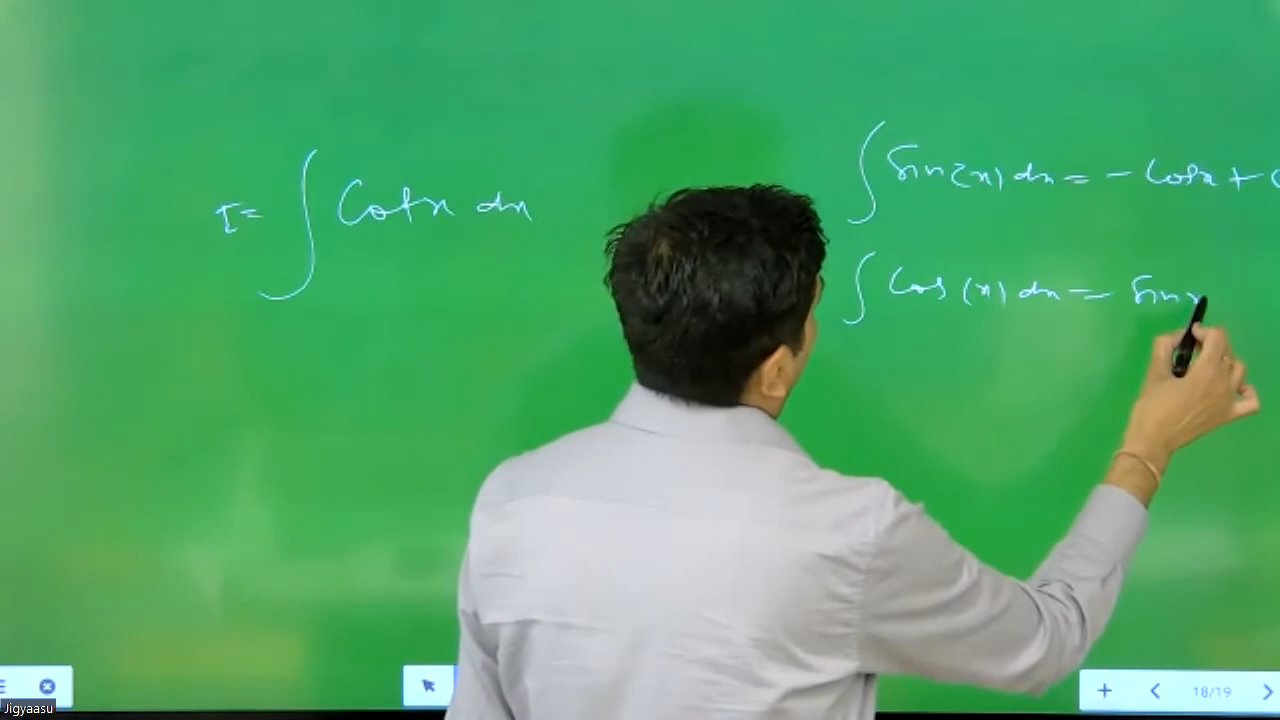 I = ∫ Cotx dx
∫ Sin(x) dx = - Cosx + C
∫ Cos (x) dx = Sinx
18/19
Jigyaasu